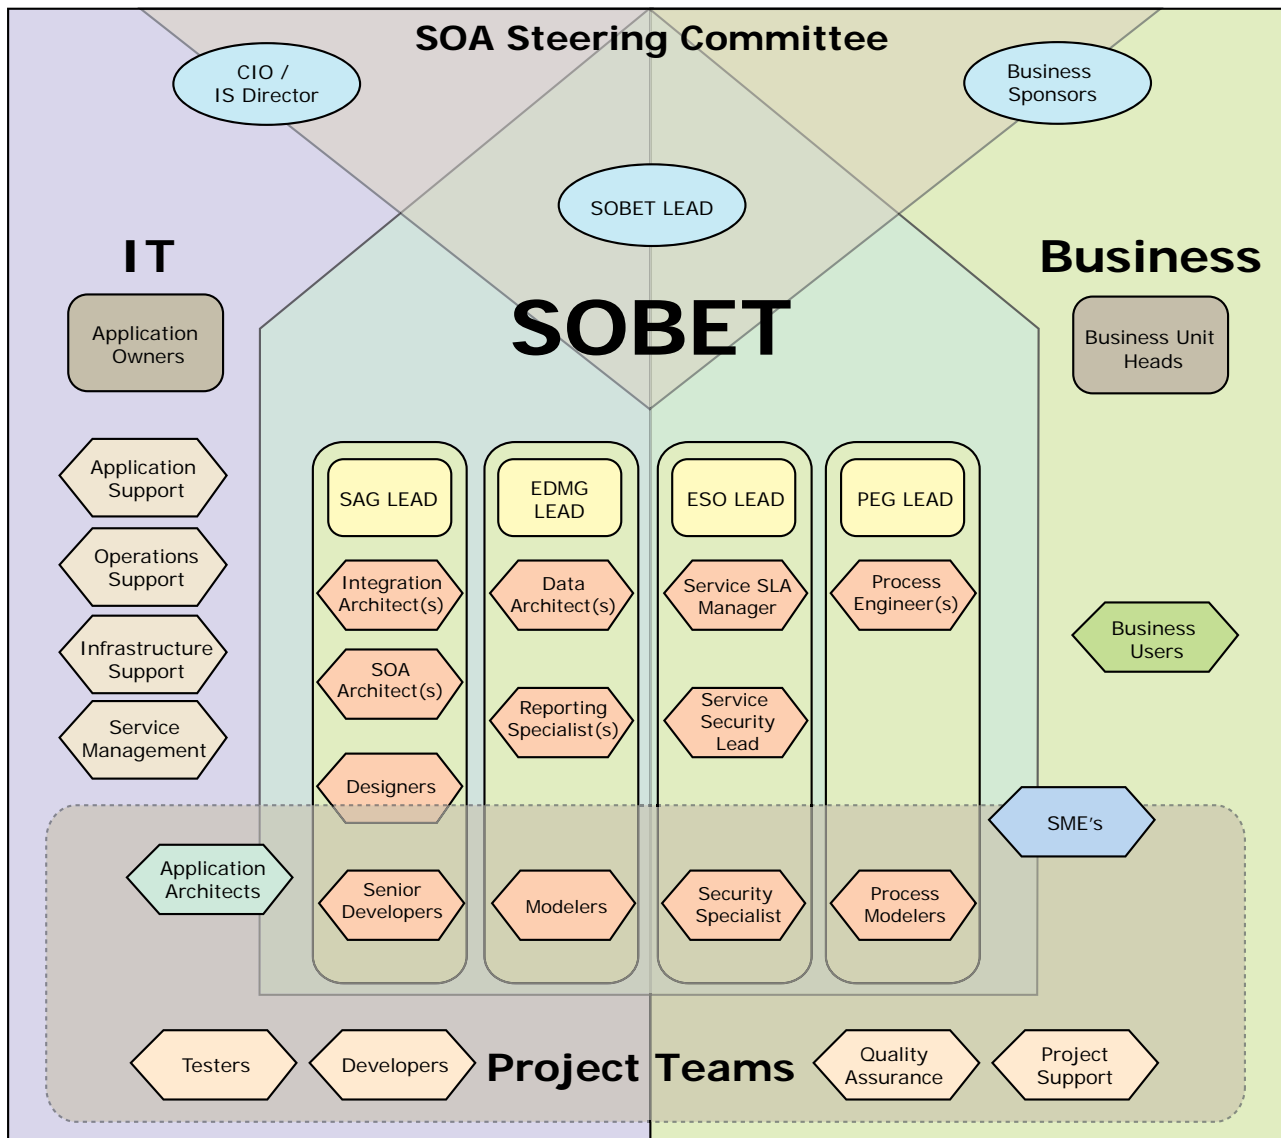 SOA Steering Committee
CIO /
IS Director
Business
Sponsors
SOBET LEAD
IT
Business
SOBET
Application
Owners
Business Unit
Heads
Application
Support
Operations
Support
Infrastructure
Support
Service
Management
SAG LEAD
Integration
Architect(s)
SOA
Architect(s)
Designers
Senior
Developers
EDMG
LEAD
Data
Architect(s)
Reporting
Specialist(s)
Modelers
ESO LEAD
Service SLA
Manager
Service
Security
Lead
Security
Specialist
PEG LEAD
Process
Engineer(s)
Process
Modelers
Business
Users
SME's
Application
Architects
Testers
Developers
Project Teams
Quality
Assurance
Project
Support